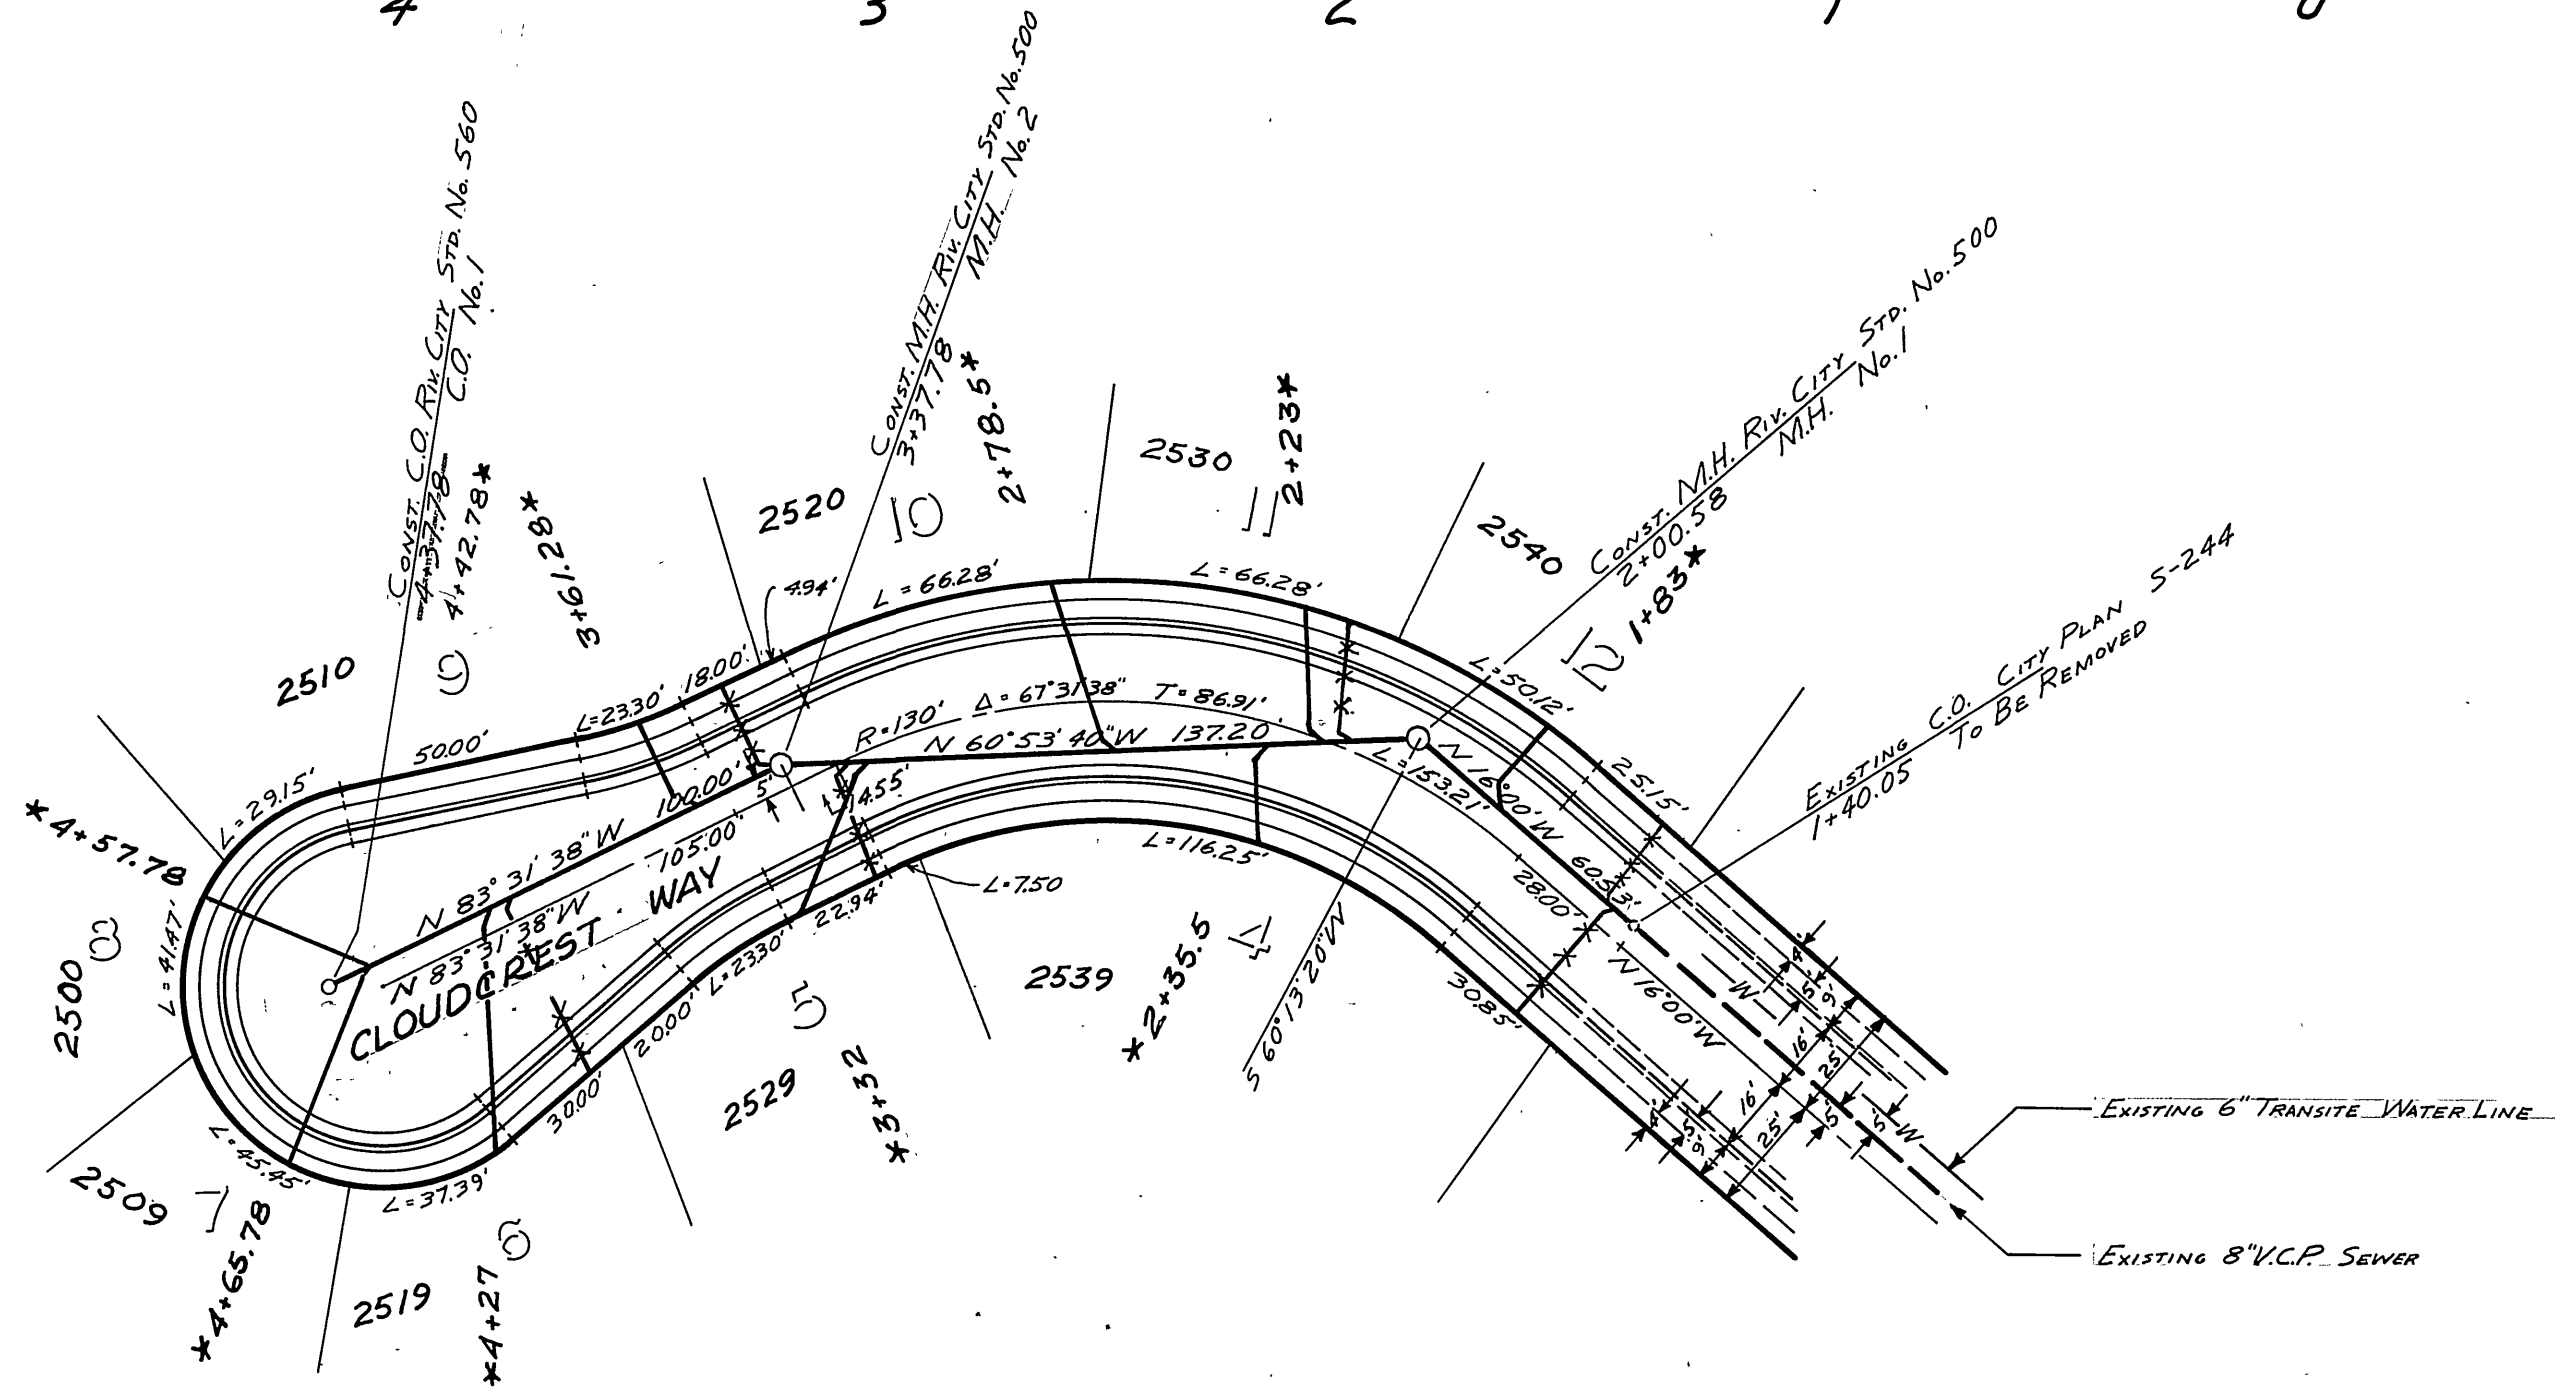 4 3 2 1 0
CONST. C.O. RIV. CITY STD. No. 560
4+37.78 C.O. No. 1
4+42.78*
CONST. M.H. RIV. CITY STD. No. 500
3+37.78 M.H. No. 2
CONST. M.H. RIV. CITY STD. No. 500
2+00.58 M.H. No. 1
EXISTING C.O. CITY PLAN S-244
1+40.05 TO BE REMOVED
3+61.28*
2+78.5*
2+23*
1+83*
2510
9
2520
10
2530
11
2540
12
4.94'
L=66.28'
L=66.28'
L=50.12'
25.15'
18.00'
L=23.30'
50.00'
L=29.15'
R=130' Δ=67°31'38" T=86.91'
N 60°53'40"W 137.20'
L=153.21'
N 16°00'W 60.53'
28.00'
N 16°00'W
100.00'
5'
14.55'
N 83°31'38"W
105.00'
N 83°31'38"W
CLOUDCREST WAY
*4+57.78
L=41.47'
2500
8
L=45.45'
2509
7
*4+65.78
L=37.39'
2519
6
*4+27
30.00'
20.00'
L=23.30'
22.94'
L=7.50
L=116.25'
30.85'
2529
5
*3+32
2539
4
*2+35.5
S 60°13'20"W
W
4'
5'
9'
16'
25'
4'
5'
9'
16'
25'
5'
5'
W
EXISTING 6" TRANSITE WATER LINE
EXISTING 8" V.C.P. SEWER